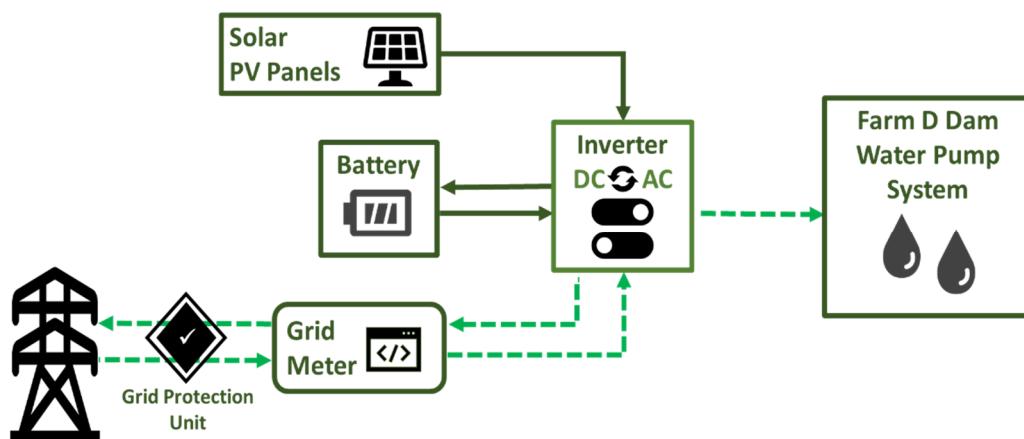 Solar
PV Panels
Battery
Inverter
DC AC
Farm D Dam
Water Pump
System
Grid
Meter
</>
Grid Protection
Unit